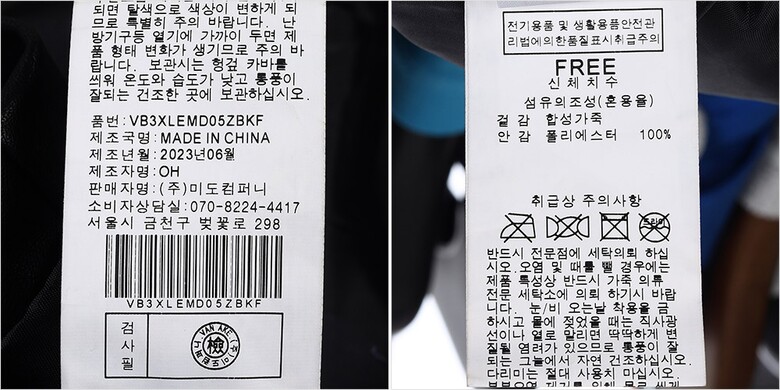 되면 탈색으로 색상이 변하게 되
므로 특별히 주의 바랍니다. 난
방기구등 열기에 가까이 두면 제
품 형태 변화가 생기므로 주의 바
랍니다. 보관시는 헝겊 카바를
씌워 온도와 습도가 낮고 통풍이
잘되는 건조한 곳에 보관하십시오.
품번:VB3XLEMD05ZBKF
제조국명:MADE IN CHINA
제조년월:2023년06월
제조자명:OH
판매자명:(주)미도컴퍼니
소비자상담실:070-8224-4417
서울시 금천구 벚꽃로 298
VB3XLEMD05ZBKF
검
사
필
VAN AKE
檢
전기용품 및 생활용품안전관
리법에의한품질표시취급주의
FREE
신체치수
섬유의조성(혼용율)
겉 감 합성가죽
안 감 폴리에스터 100%
취급상 주의사항
드라이
반드시 전문점에 세탁의뢰 하십
시오.오염 및 때를 뺄 경우에는
제품 특성상 반드시 가죽 의류
전문 세탁소에 의뢰 하기시 바랍
니다. 눈/비 오는날 착용을 금
하시고 물에 젖었을 때는 직사광
선이나 열로 말리면 딱딱하게 변
질될 염려가 있으므로 통풍이 잘
되는 그늘에서 자연 건조하십시오.
다리미는 절대 사용치 마십시오.